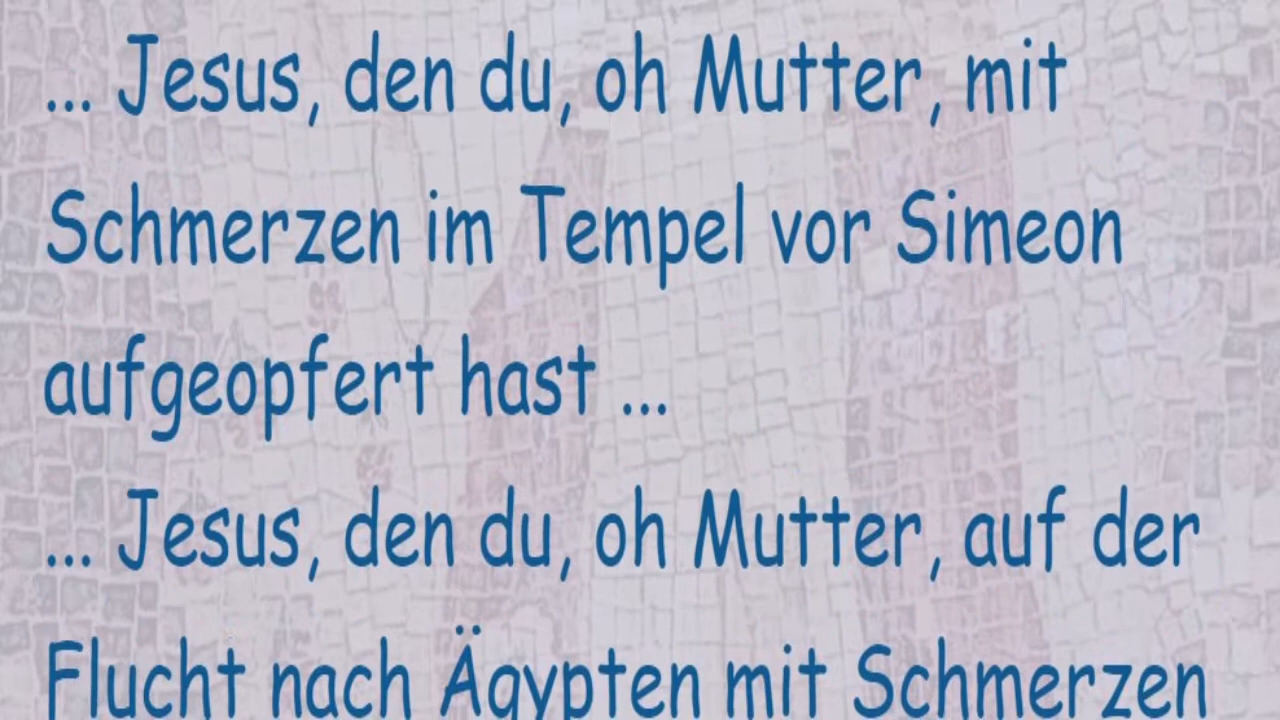 ... Jesus, den du, oh Mutter, mit
Schmerzen im Tempel vor Simeon
aufgeopfert hast ...
... Jesus, den du, oh Mutter, auf der
Flucht nach Ägypten mit Schmerzen